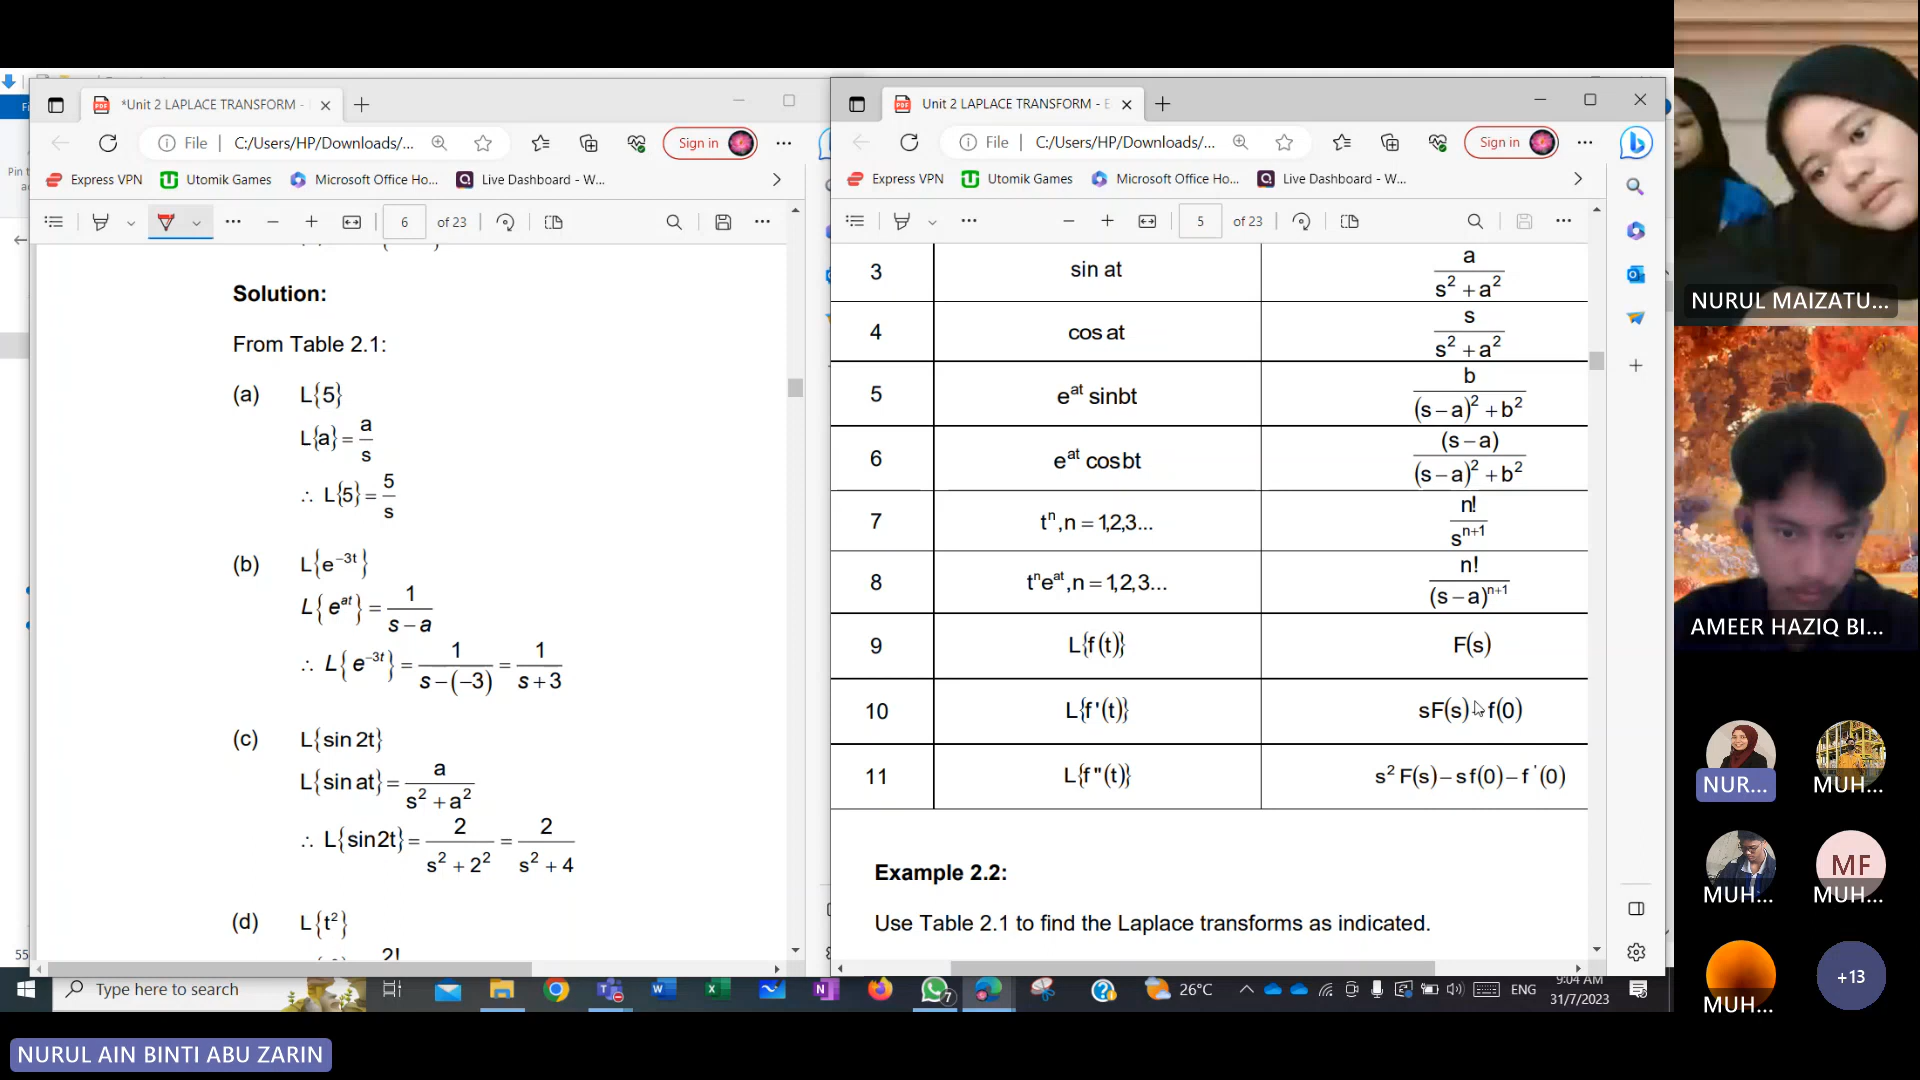 *Unit 2 LAPLACE TRANSFORM -
File
C:/Users/HP/Downloads/...
Sign in
Express VPN
Utomik Games
Microsoft Office Ho...
Live Dashboard - W...
6 of 23
Solution:
From Table 2.1:
(a) L{5}
L{a} = a/s
∴ L{5} = 5/s
(b) L{e^-3t}
L{e^at} = 1/(s − a)
∴ L{e^-3t} = 1/(s − (−3)) = 1/(s + 3)
(c) L{sin 2t}
L{sin at} = a/(s² + a²)
∴ L{sin2t} = 2/(s² + 2²) = 2/(s² + 4)
(d) L{t²}
2!
Unit 2 LAPLACE TRANSFORM - E
File
C:/Users/HP/Downloads/...
Sign in
Express VPN
Utomik Games
Microsoft Office Ho...
Live Dashboard - W...
5 of 23
3 sin at a/(s² + a²)
4 cos at s/(s² + a²)
5 e^at sinbt b/((s − a)² + b²)
6 e^at cosbt (s − a)/((s − a)² + b²)
7 t^n, n = 1,2,3... n!/s^(n+1)
8 t^n e^at, n = 1,2,3... n!/(s − a)^(n+1)
9 L{f(t)} F(s)
10 L{f'(t)} sF(s) f(0)
11 L{f"(t)} s² F(s) − s f(0) − f '(0)
Example 2.2:
Use Table 2.1 to find the Laplace transforms as indicated.
Type here to search
7
26°C
ENG
9:04 AM
31/7/2023
NURUL MAIZATU...
AMEER HAZIQ BI...
NUR...
MUH...
MUH...
MF
MUH...
MUH...
+13
NURUL AIN BINTI ABU ZARIN